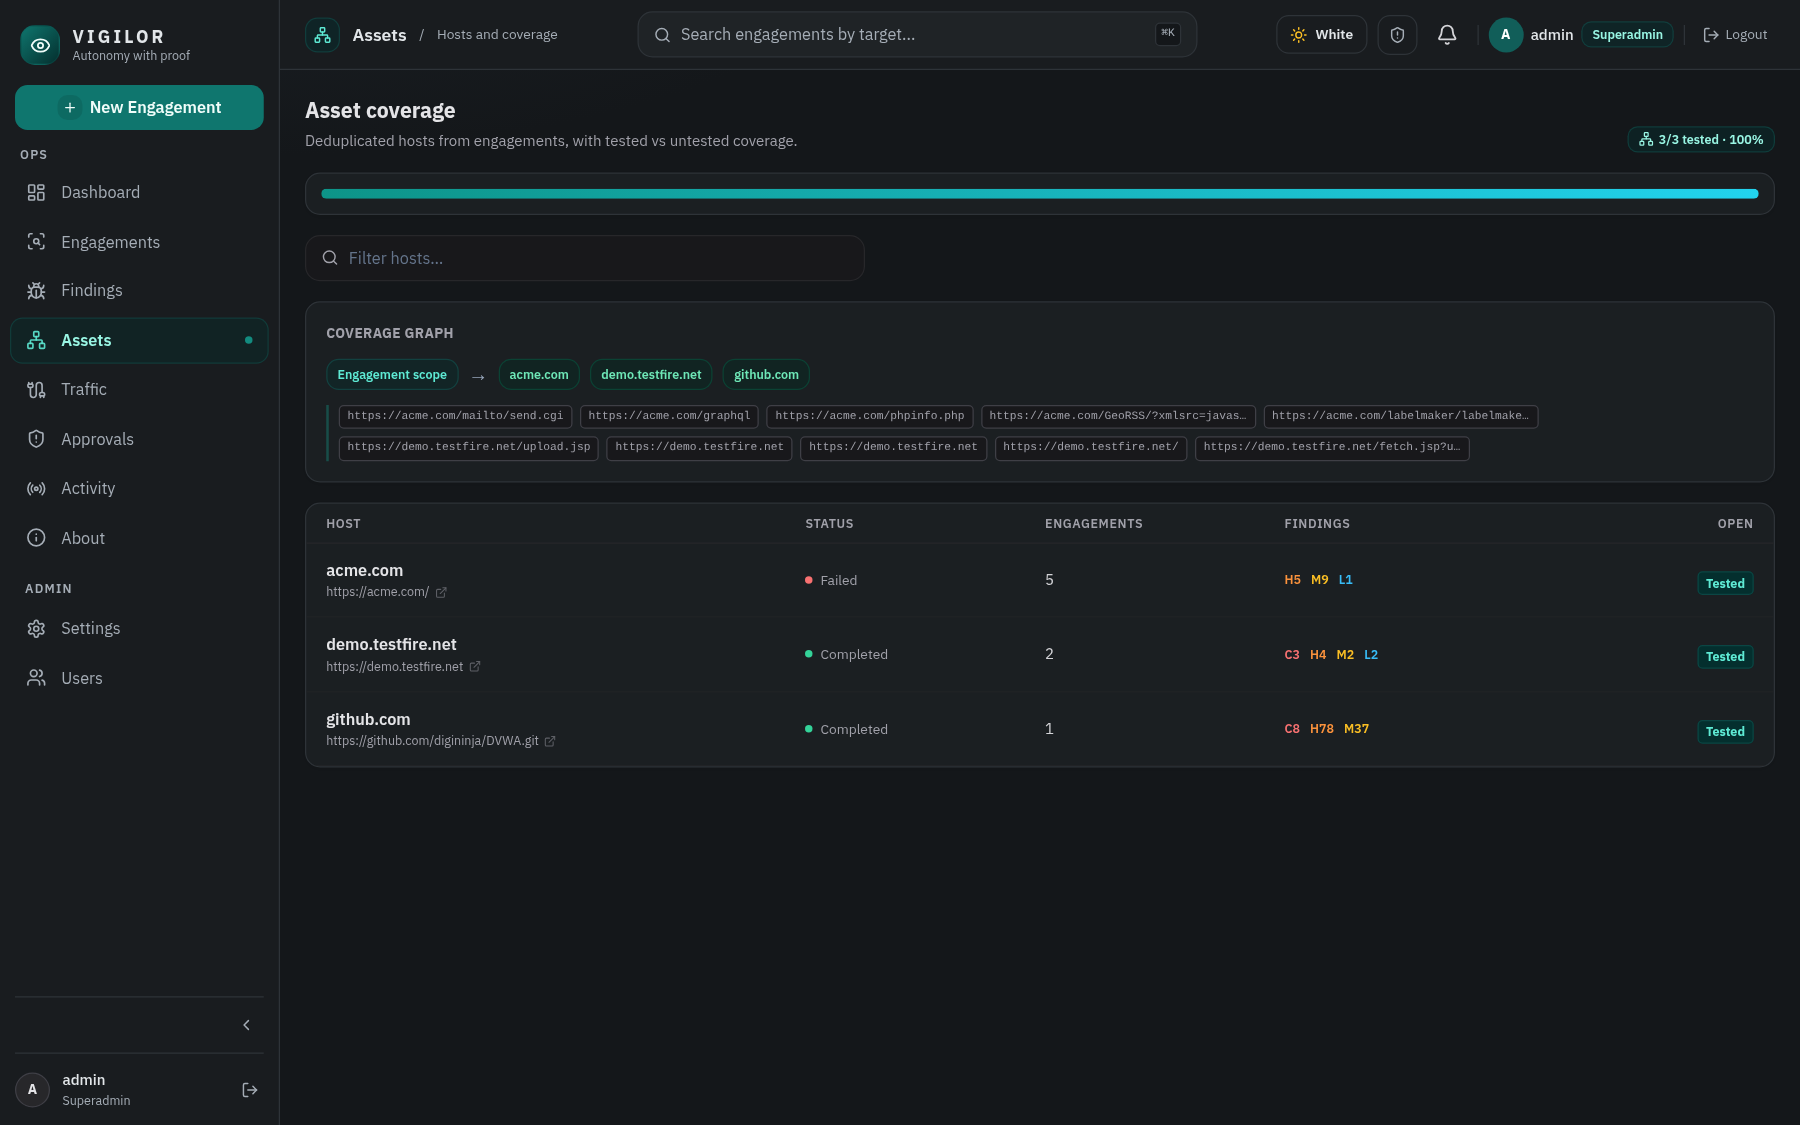 VIGILOR
Autonomy with proof
+ New Engagement
OPS
Dashboard
Engagements
Findings
Assets
Traffic
Approvals
Activity
About
ADMIN
Settings
Users
A admin
Superadmin
Assets / Hosts and coverage
Search engagements by target...
⌘K
White
A admin Superadmin
Logout
Asset coverage
Deduplicated hosts from engagements, with tested vs untested coverage.
3/3 tested · 100%
Filter hosts...
COVERAGE GRAPH
Engagement scope → acme.com demo.testfire.net github.com
https://acme.com/mailto/send.cgi https://acme.com/graphql https://acme.com/phpinfo.php https://acme.com/GeoRSS/?xmlsrc=javas… https://acme.com/labelmaker/labelmake…
https://demo.testfire.net/upload.jsp https://demo.testfire.net https://demo.testfire.net https://demo.testfire.net/ https://demo.testfire.net/fetch.jsp?u…
HOST STATUS ENGAGEMENTS FINDINGS OPEN
acme.com
https://acme.com/
Failed 5 H5 M9 L1 Tested
demo.testfire.net
https://demo.testfire.net
Completed 2 C3 H4 M2 L2 Tested
github.com
https://github.com/digininja/DVWA.git
Completed 1 C8 H78 M37 Tested